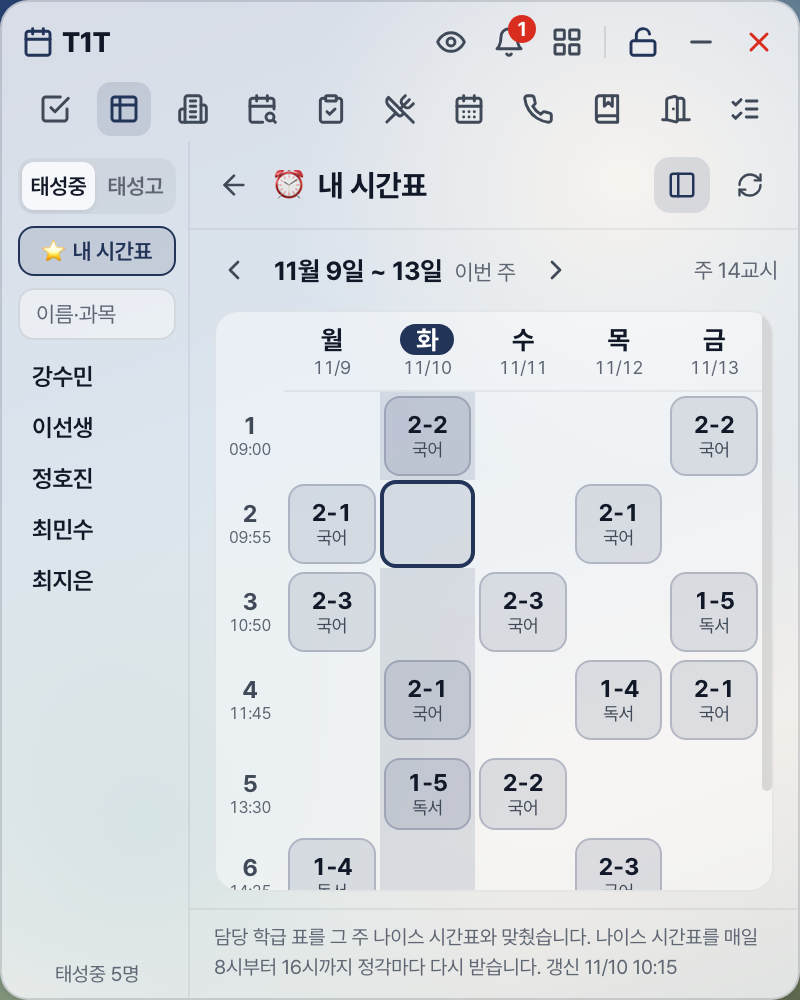 T1T
1
태성중 태성고
⭐ 내 시간표
이름·과목
강수민
이선생
정호진
최민수
최지은
태성중 5명
⏰ 내 시간표
11월 9일 ~ 13일 이번 주
주 14교시
월 화 수 목 금
11/9 11/10 11/11 11/12 11/13
1 2-2 2-2
09:00 국어 국어
2 2-1 2-1
09:55 국어 국어
3 2-3 2-3 1-5
10:50 국어 국어 독서
4 2-1 1-4 2-1
11:45 국어 독서 국어
5 1-5 2-2
13:30 독서 국어
6 1-4 2-3
담당 학급 표를 그 주 나이스 시간표와 맞췄습니다. 나이스 시간표를 매일
8시부터 16시까지 정각마다 다시 받습니다. 갱신 11/10 10:15